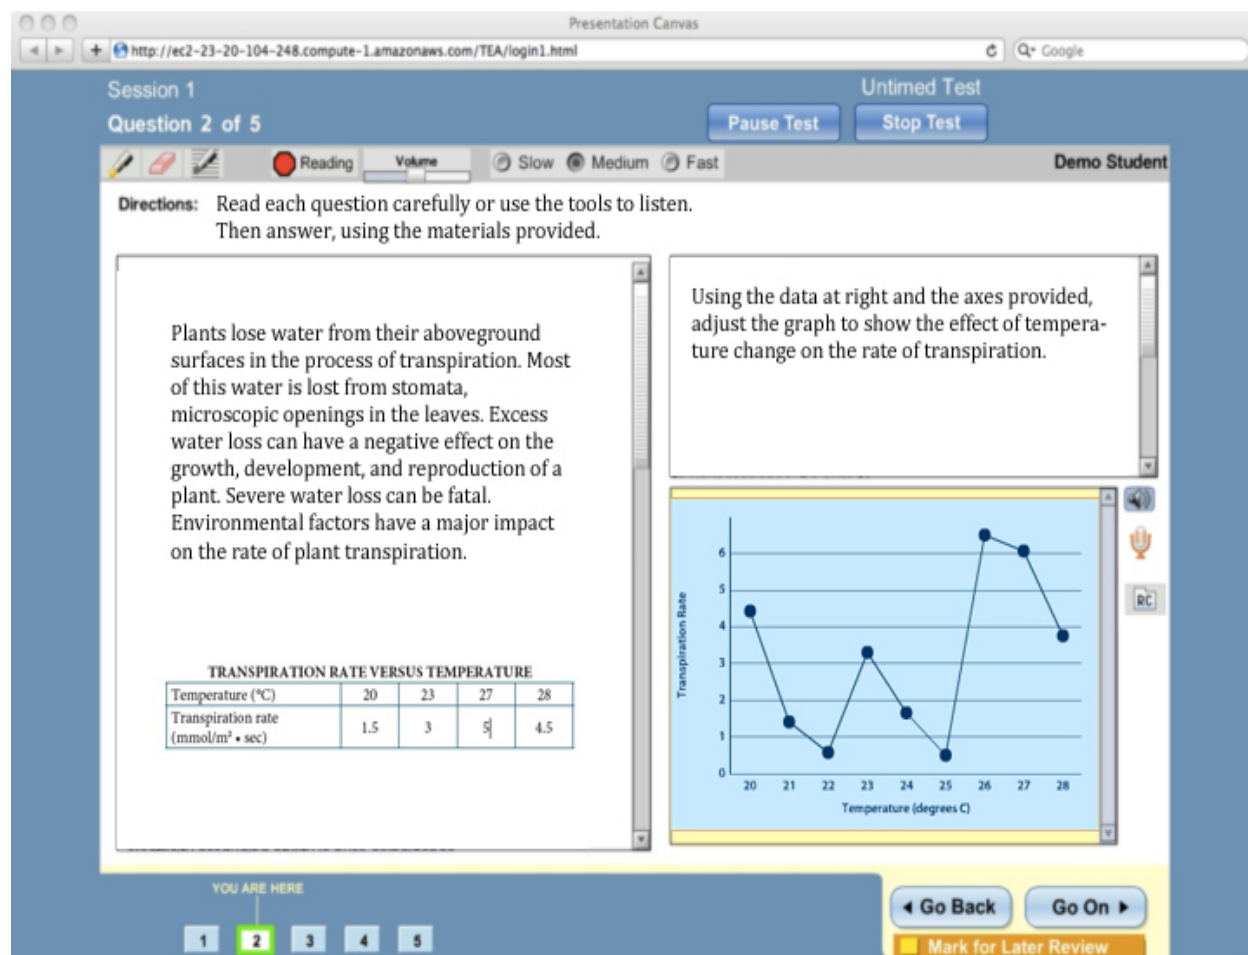 Presentation Canvas
http://ec2-23-20-104-248.compute-1.amazonaws.com/TEA/login1.html
Google
Session 1
Untimed Test
Question 2 of 5
Pause Test
Stop Test
Reading
Volume
Slow
Medium
Fast
Demo Student
Directions: Read each question carefully or use the tools to listen.
Then answer, using the materials provided.
Plants lose water from their aboveground
surfaces in the process of transpiration. Most
of this water is lost from stomata,
microscopic openings in the leaves. Excess
water loss can have a negative effect on the
growth, development, and reproduction of a
plant. Severe water loss can be fatal.
Environmental factors have a major impact
on the rate of plant transpiration.
TRANSPIRATION RATE VERSUS TEMPERATURE
Temperature (°C) 20 23 27 28
Transpiration rate
(mmol/m² • sec) 1.5 3 5 4.5
Using the data at right and the axes provided,
adjust the graph to show the effect of tempera-
ture change on the rate of transpiration.
Transpiration Rate
6
5
4
3
2
1
0
20 21 22 23 24 25 26 27 28
Temperature (degrees C)
RC
YOU ARE HERE
1 2 3 4 5
Go Back
Go On
Mark for Later Review